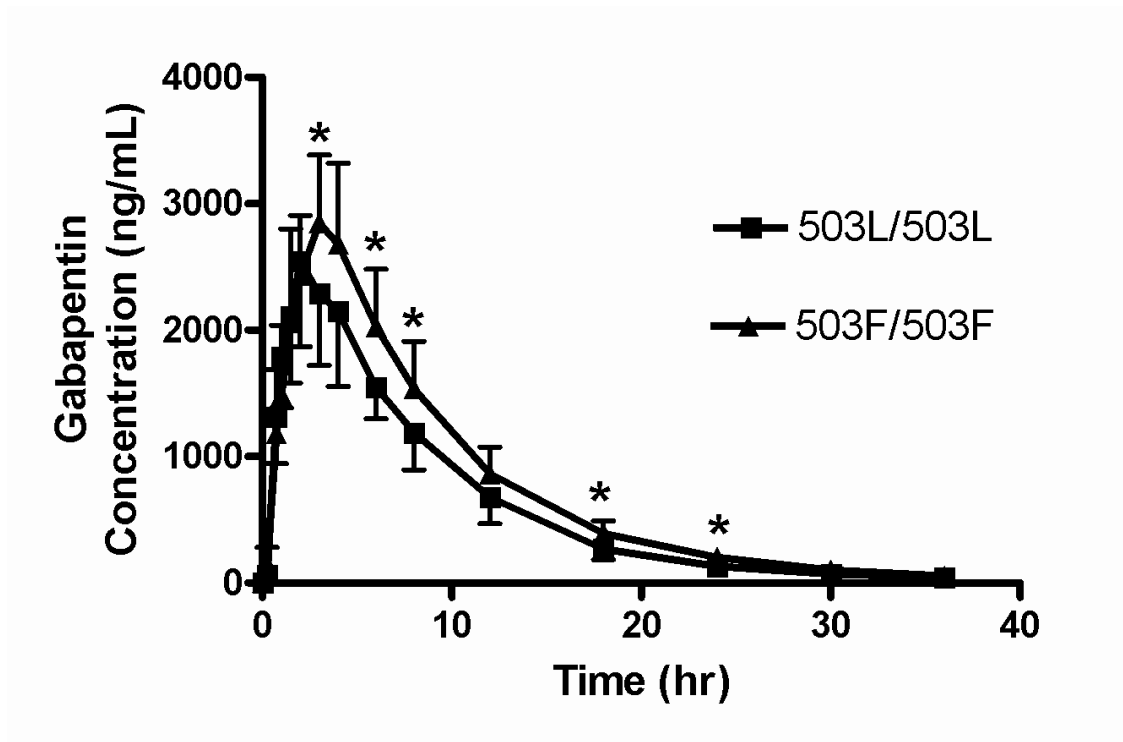 4000
3000
2000
1000
0
Gabapentin
Concentration (ng/mL)
*
*
*
*
*
503L/503L
503F/503F
0 10 20 30 40
Time (hr)